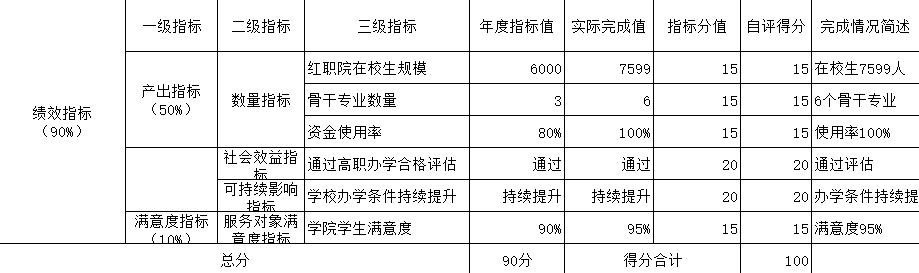 一级指标 二级指标 三级指标 年度指标值 实际完成值 指标分值 自评得分 完成情况简述
绩效指标
（90%）
产出指标
（50%）
数量指标
红职院在校生规模 6000 7599 15 15 在校生7599人
骨干专业数量 3 6 15 15 6个骨干专业
资金使用率 80% 100% 15 15 使用率100%
社会效益指
标
通过高职办学合格评估 通过 通过 20 20 通过评估
可持续影响
指标
学校办学条件持续提升 持续提升 持续提升 20 20 办学条件持续提
满意度指标
（10%）
服务对象满
意度指标
学院学生满意度 90% 95% 15 15 满意度95%
总分 90分 得分合计 100